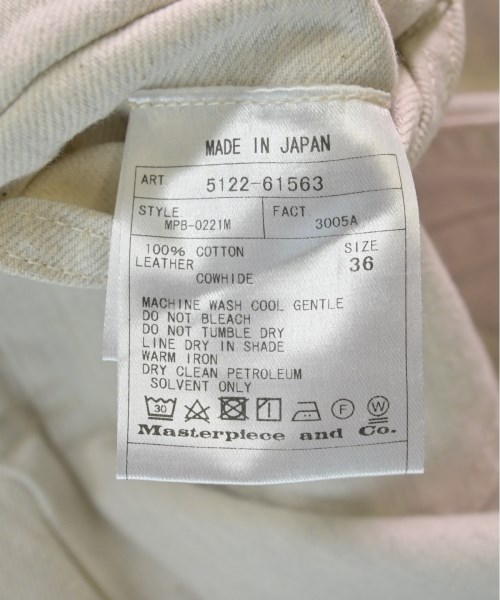 MADE IN JAPAN
ART 5122-61563
STYLE MPB-0221M FACT 3005A
100% COTTON SIZE
LEATHER 36
COWHIDE
MACHINE WASH COOL GENTLE
DO NOT BLEACH
DO NOT TUMBLE DRY
LINE DRY IN SHADE
WARM IRON
DRY CLEAN PETROLEUM
SOLVENT ONLY
30 F W
Masterpiece and Co.